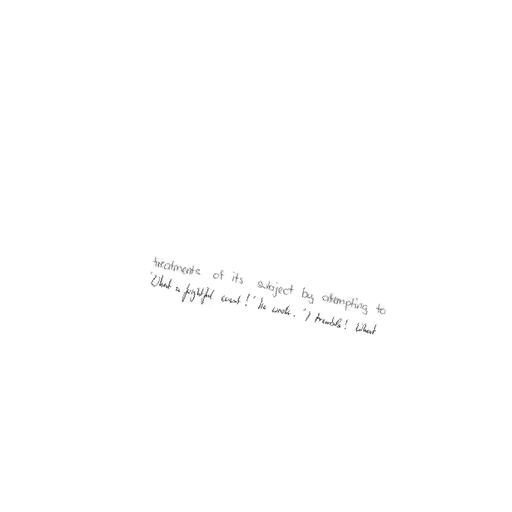 treatments of its subject by attempting to
'What a frightful event!' he wrote. 'I tremble! What